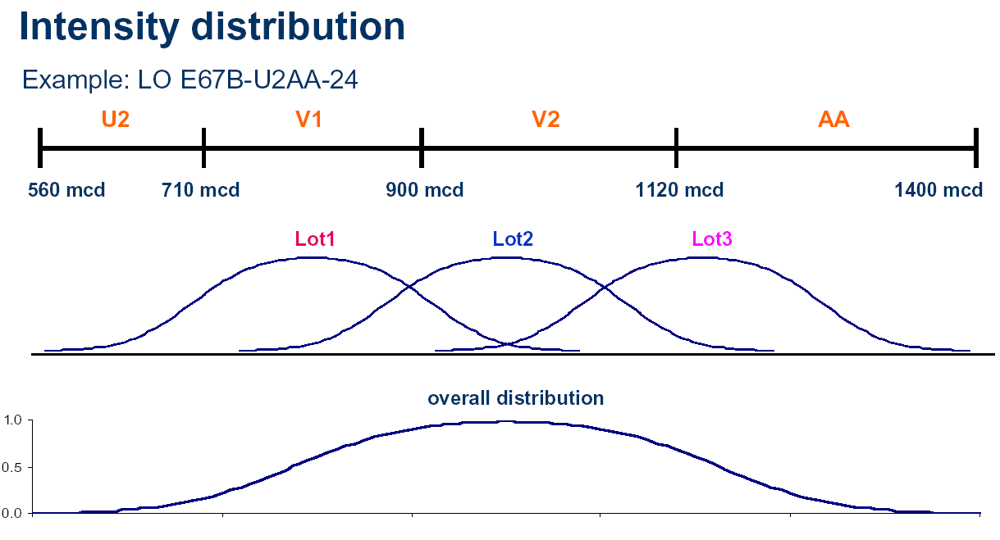 Intensity distribution
Example: LO E67B-U2AA-24
U2 V1 V2 AA
560 mcd 710 mcd 900 mcd 1120 mcd 1400 mcd
Lot1 Lot2 Lot3
overall distribution
1.0
0.5
0.0